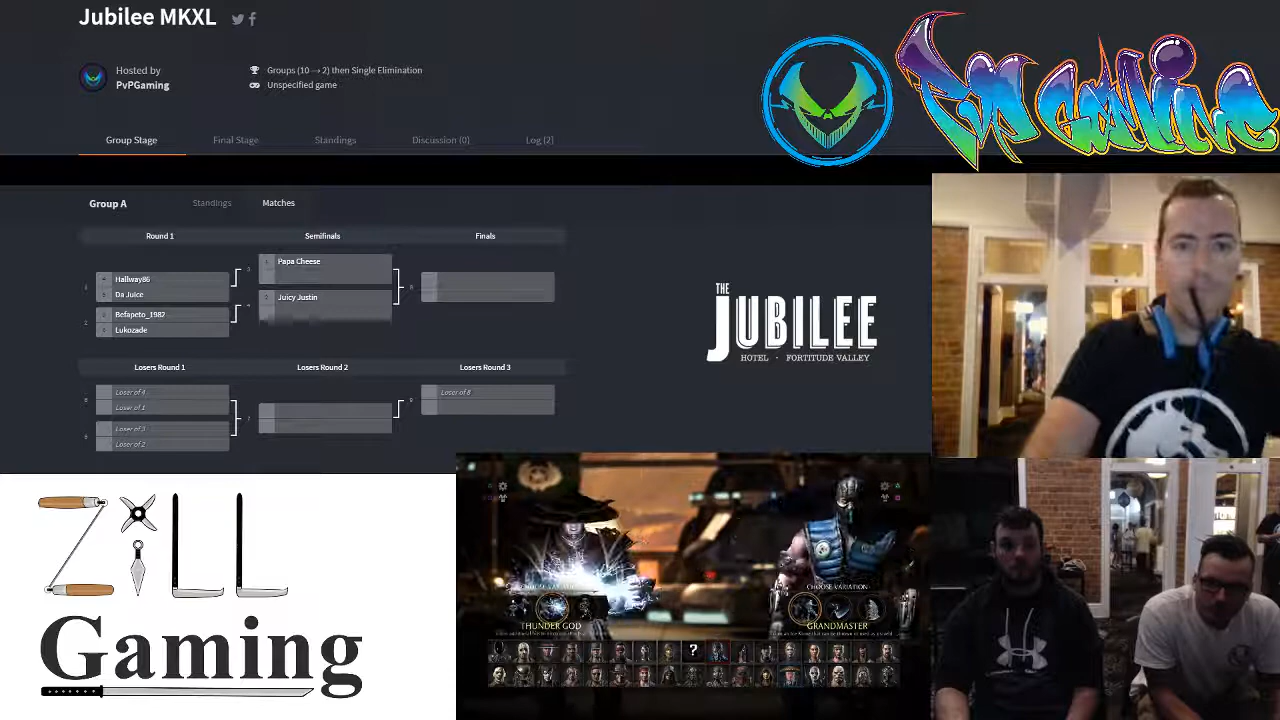 Jubilee MKXL
Hosted by
PvPGaming
Groups (10 → 2) then Single Elimination
Unspecified game
Group Stage
Final Stage
Standings
Discussion (0)
Log (2)
PvP GAMING
Group A
Standings
Matches
Round 1
Semifinals
Finals
Hallway86
Da Juice
Befapeto_1982
Lukozade
Papa Cheese
Juicy Justin
Losers Round 1
Losers Round 2
Losers Round 3
Loser of 4
Loser of 1
Loser of 3
Loser of 2
Loser of 8
THE
JUBILEE
HOTEL · FORTITUDE VALLEY
ZiLL
Gaming
CHOOSE VARIATION
THUNDER GOD
CHOOSE VARIATION
GRANDMASTER
?